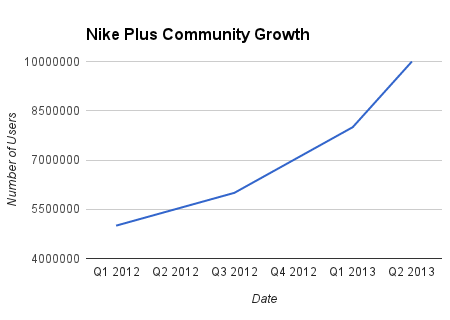 Nike Plus Community Growth
Number of Users
10000000
8500000
7000000
5500000
4000000
Q1 2012 Q2 2012 Q3 2012 Q4 2012 Q1 2013 Q2 2013
Date